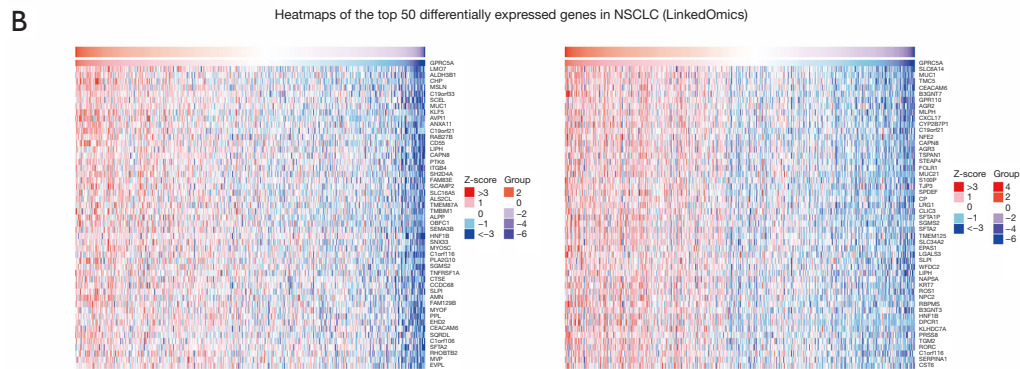 B
Heatmaps of the top 50 differentially expressed genes in NSCLC (LinkedOmics)
GPRC5A
LMO7
ALDH3B1
CHP
MSLN
C19orf33
SCEL
MUC1
KLF5
AVPI1
ANXA11
C19orf21
RAB27B
CD55
LIPH
CAPN8
PTK6
ITGB4
SH2D4A
FAM83E
SCAMP2
SLC16A5
ALS2CL
TMEM87A
TMBIM1
ALPP
OBFC1
SEMA3B
HNF1B
SNX33
MYO5C
C1orf116
PLA2G10
SGMS2
TNFRSF1A
CTSE
CCDC68
SLPI
AMN
FAM129B
MYOF
PPL
EHD2
CEACAM6
SQRDL
C1orf106
SFTA2
RHOBTB2
MVP
EVPL
Z-score
>3
1
0
−1
<−3
Group
2
0
−2
−4
−6
GPRC5A
SLC6A14
MUC1
TMC5
CEACAM6
B3GNT7
GPR110
AGR2
MLPH
CXCL17
CYP2B7P1
C19orf21
NFE2
CAPN8
AGR3
TSPAN1
STEAP4
FOLR1
MUC21
S100P
TJP3
SPDEF
CP
LRG1
CLIC3
SFTA1P
SGMS2
SFTA2
TMEM125
SLC34A2
EPAS1
LGALS3
SLPI
WFDC2
LIPH
NAPSA
KRT7
ROS1
NPC2
RBPMS
B3GNT3
HNF1B
DPCR1
KLHDC7A
PRSS8
TGM2
RORC
C1orf116
SERPINA1
CST6
Z-score
>3
1
0
−1
<−3
Group
4
2
0
−2
−4
−6